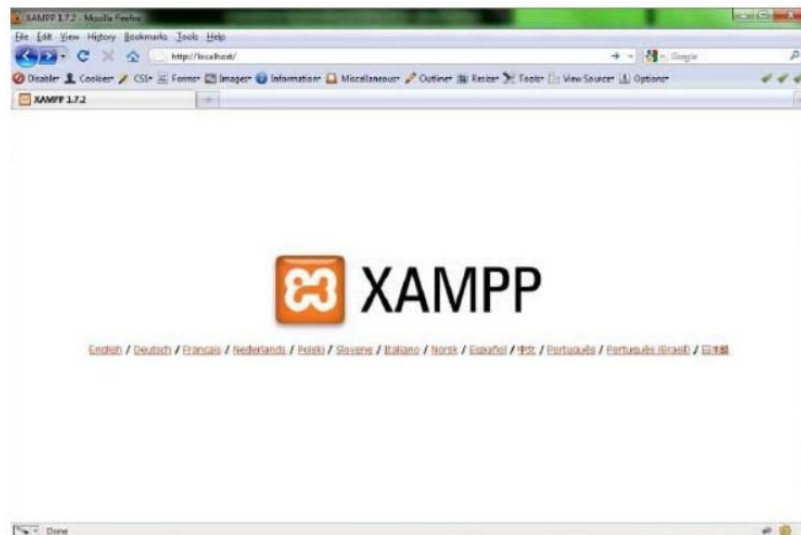 XAMPP 1.7.2 - Mozilla Firefox
File Edit View History Bookmarks Tools Help
http://localhost/ Google
Disable Cookies CSS Forms Images Information Miscellaneous Outline Resize Tools View Source Options
XAMPP 1.7.2
XAMPP
English / Deutsch / Francais / Nederlands / Polski / Slovene / Italiano / Norsk / Español / 中文 / Português / Português (Brasil) / 日本語
Done